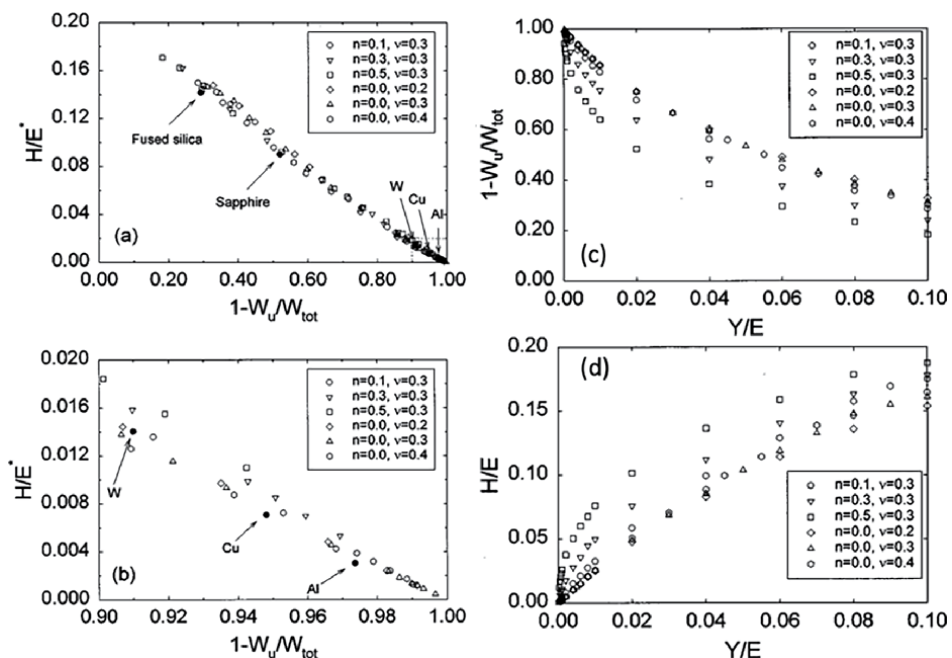 H/E*
0.20
0.16
0.12
0.08
0.04
0.00
n=0.1, ν=0.3
n=0.3, ν=0.3
n=0.5, ν=0.3
n=0.0, ν=0.2
n=0.0, ν=0.3
n=0.0, ν=0.4
Fused silica
Sapphire
W
Cu
Al
(a)
0.00 0.20 0.40 0.60 0.80 1.00
1-Wu/Wtot
1-Wu/Wtot
1.00
0.80
0.60
0.40
0.20
0.00
n=0.1, ν=0.3
n=0.3, ν=0.3
n=0.5, ν=0.3
n=0.0, ν=0.2
n=0.0, ν=0.3
n=0.0, ν=0.4
(c)
0.00 0.02 0.04 0.06 0.08 0.10
Y/E
H/E*
0.020
0.016
0.012
0.008
0.004
0.000
n=0.1, ν=0.3
n=0.3, ν=0.3
n=0.5, ν=0.3
n=0.0, ν=0.2
n=0.0, ν=0.3
n=0.0, ν=0.4
W
Cu
Al
(b)
0.90 0.92 0.94 0.96 0.98 1.00
1-Wu/Wtot
H/E
0.20
0.15
0.10
0.05
0.00
(d)
n=0.1, ν=0.3
n=0.3, ν=0.3
n=0.5, ν=0.3
n=0.0, ν=0.2
n=0.0, ν=0.3
n=0.0, ν=0.4
0.00 0.02 0.04 0.06 0.08 0.10
Y/E